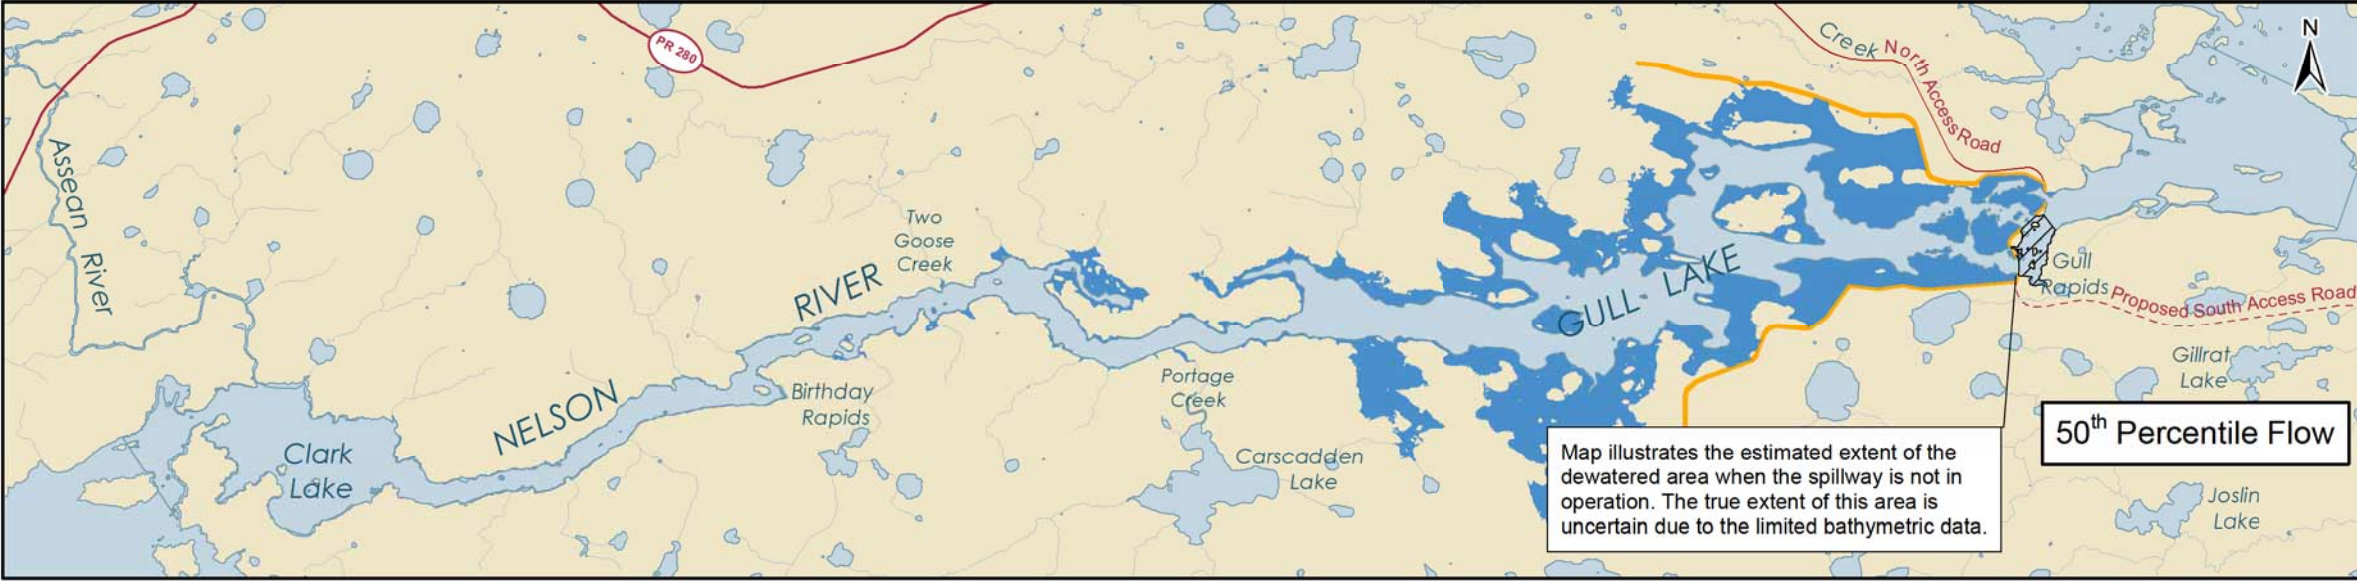 PR 280
Creek
North Access Road
N
Assean River
Two
Goose
Creek
NELSON RIVER
GULL LAKE
Gull
Rapids
Proposed South Access Road
Birthday
Rapids
Portage
Creek
Gillrat
Lake
Clark
Lake
Carscadden
Lake
50th Percentile Flow
Map illustrates the estimated extent of the
dewatered area when the spillway is not in
operation. The true extent of this area is
uncertain due to the limited bathymetric data.
Joslin
Lake